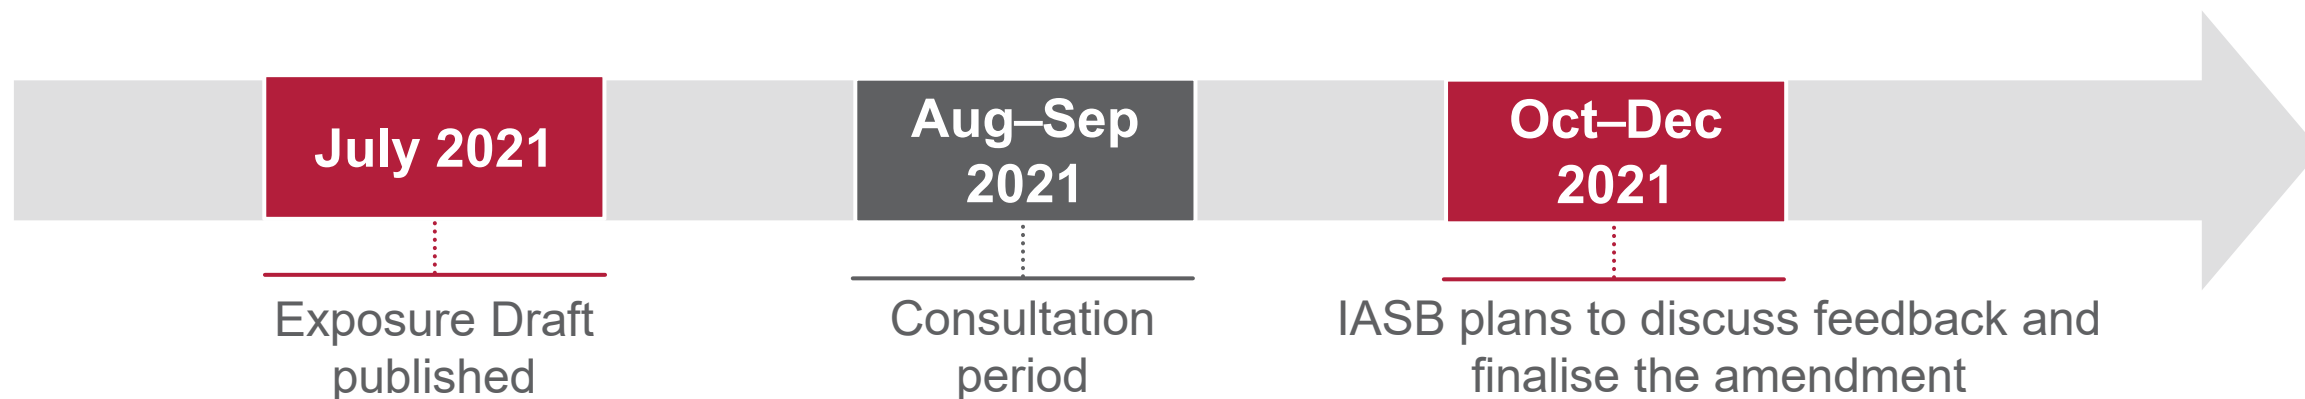 July 2021
Aug–Sep
2021
Oct–Dec
2021
Exposure Draft
published
Consultation
period
IASB plans to discuss feedback and
finalise the amendment